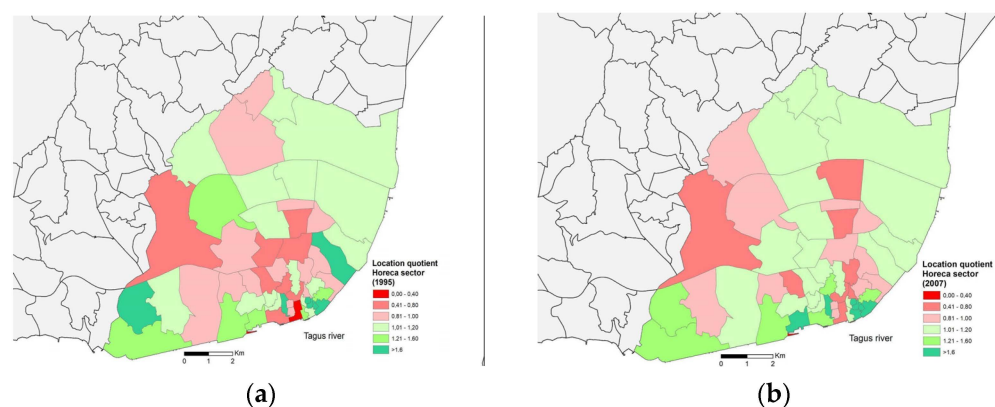 Location quotient
Horeca sector
(1995)
0,00 - 0,40
0.41 - 0.80
0.81 - 1.00
1,01 - 1.20
1.21 - 1.60
>1.6
Tagus river
Km
0 1 2
(a)
Location quotient
Horeca sector
(2007)
0,00 - 0,40
0.41 - 0.80
0.81 - 1.00
1,01 - 1.20
1.21 - 1.60
>1.6
Tagus river
Km
0 1 2
(b)